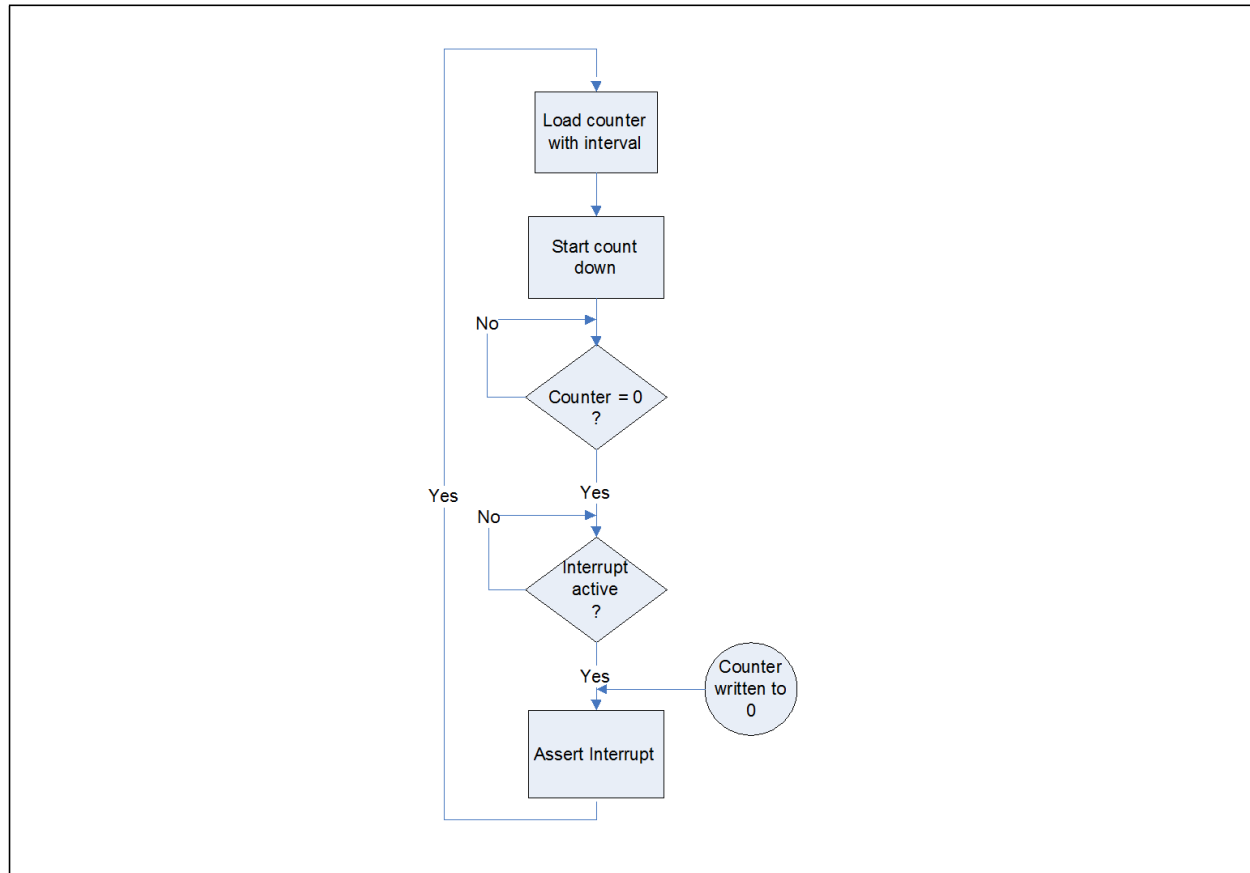 Load counter
with interval
Start count
down
No
Counter = 0
?
Yes
Yes
No
Interrupt
active
?
Yes
Counter
written to
0
Assert Interrupt